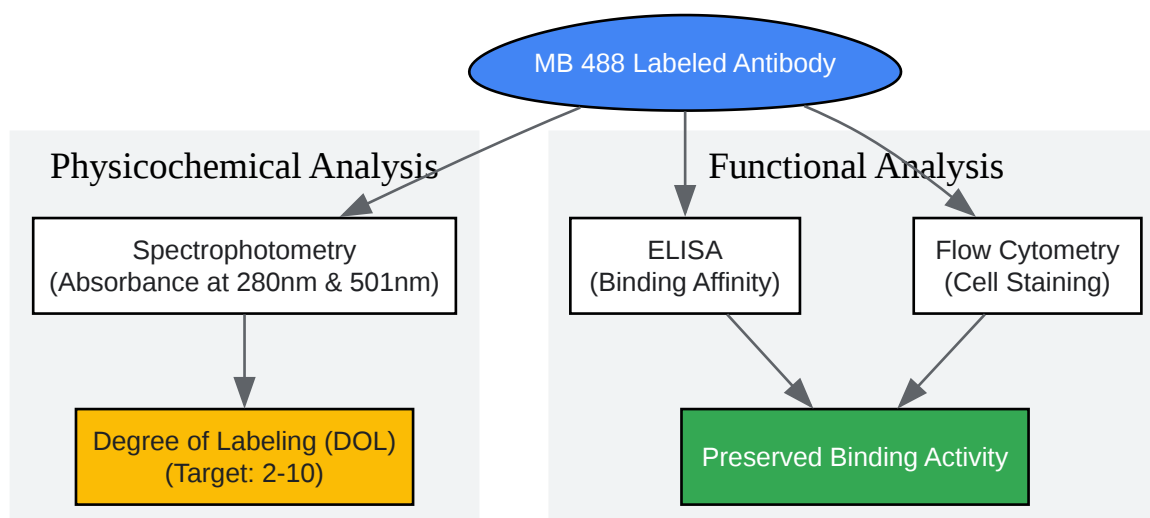 MB 488 Labeled Antibody
Physicochemical Analysis
Functional Analysis
Spectrophotometry
(Absorbance at 280nm & 501nm)
ELISA
(Binding Affinity)
Flow Cytometry
(Cell Staining)
Degree of Labeling (DOL)
(Target: 2-10)
Preserved Binding Activity